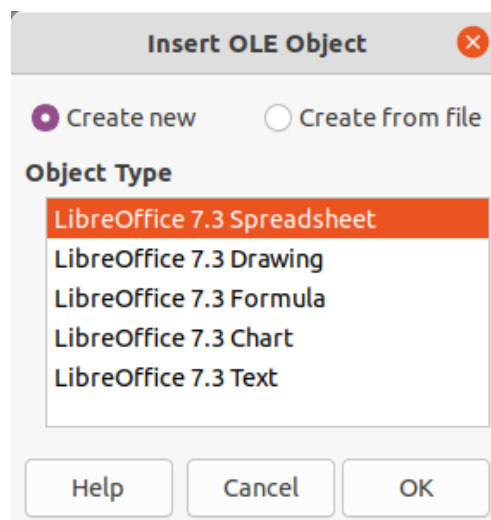 Insert OLE Object
Create new Create from file
Object Type
LibreOffice 7.3 Spreadsheet
LibreOffice 7.3 Drawing
LibreOffice 7.3 Formula
LibreOffice 7.3 Chart
LibreOffice 7.3 Text
Help Cancel OK